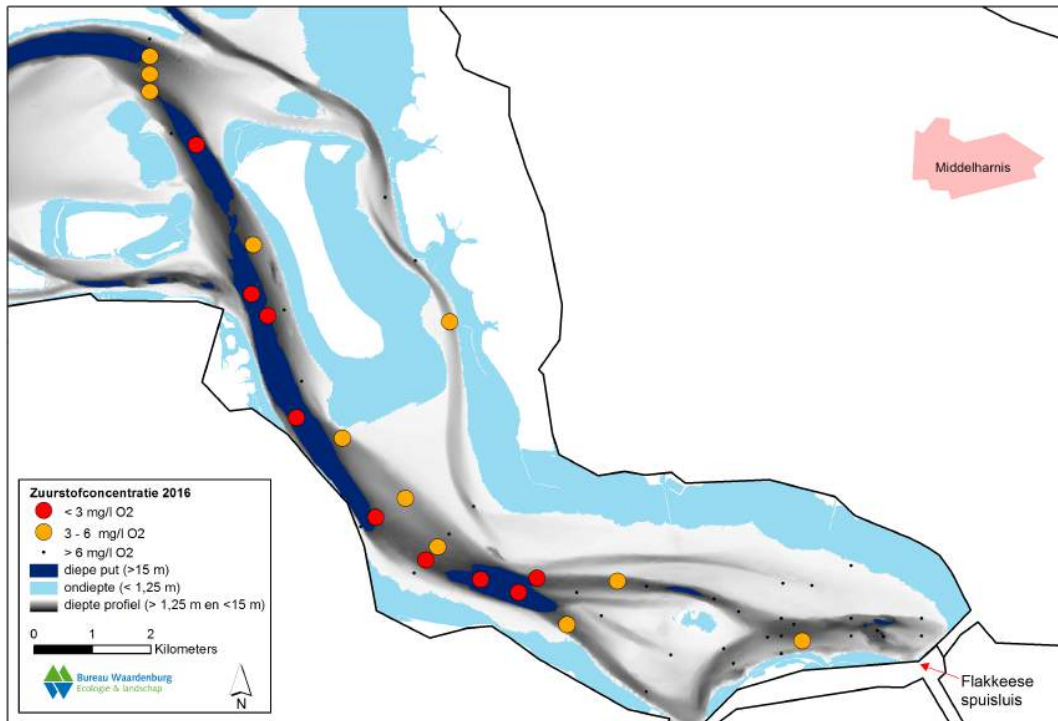 Middelharnis
Zuurstofconcentratie 2016
< 3 mg/l O2
3 - 6 mg/l O2
> 6 mg/l O2
diepe put (>15 m)
ondiepte (< 1,25 m)
diepte profiel (> 1,25 m en <15 m)
0 1 2
Kilometers
Bureau Waardenburg
Ecologie & landschap
N
Flakkeese
spuisluis